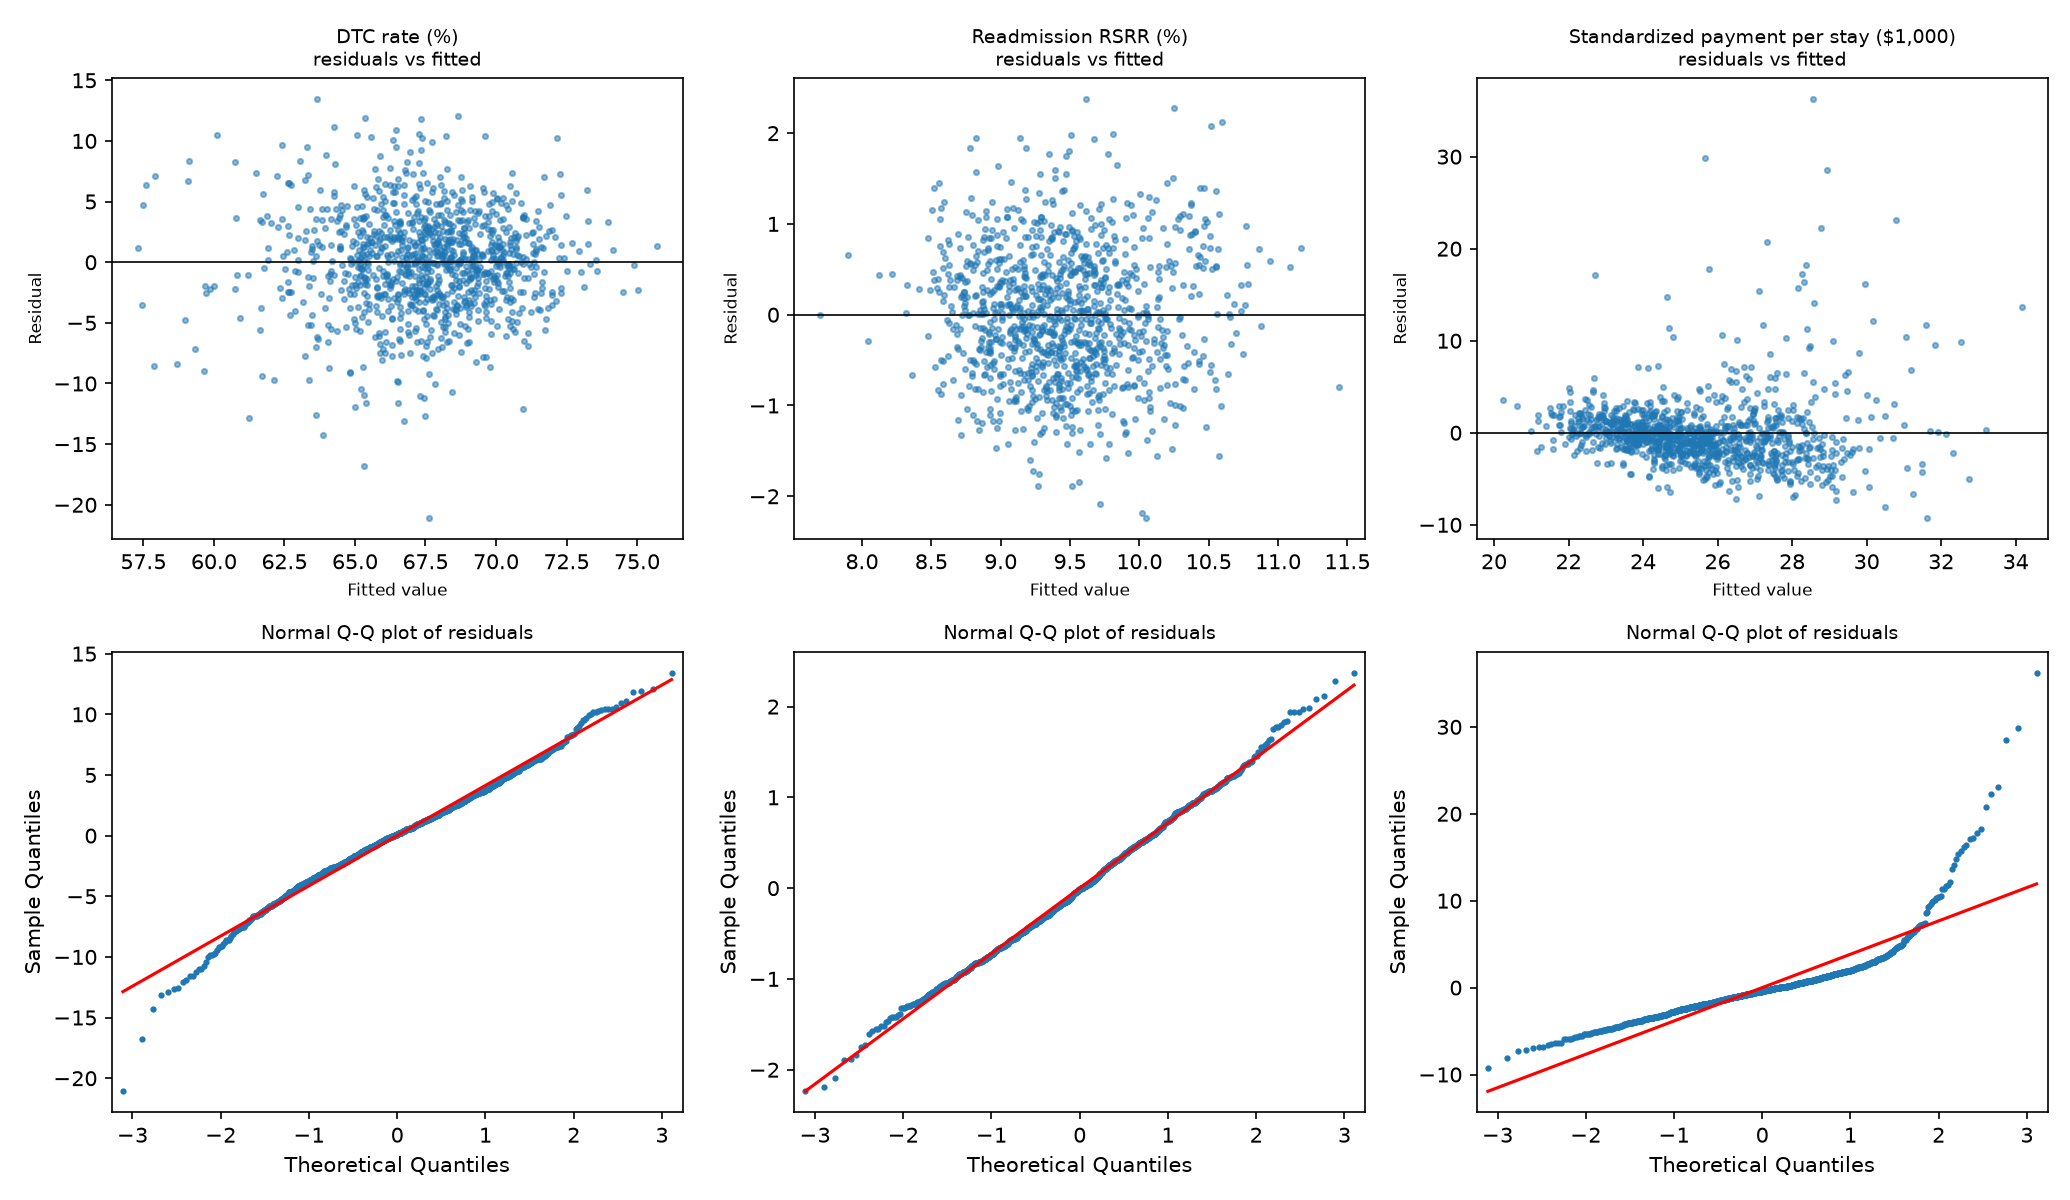 DTC rate (%)
residuals vs fitted
15
10
5
0
−5
−10
−15
−20
Residual
57.5 60.0 62.5 65.0 67.5 70.0 72.5 75.0
Fitted value
Readmission RSRR (%)
residuals vs fitted
2
1
0
−1
−2
Residual
8.0 8.5 9.0 9.5 10.0 10.5 11.0 11.5
Fitted value
Standardized payment per stay ($1,000)
residuals vs fitted
30
20
10
0
−10
Residual
20 22 24 26 28 30 32 34
Fitted value
Normal Q-Q plot of residuals
15
10
5
0
−5
−10
−15
−20
Sample Quantiles
−3 −2 −1 0 1 2 3
Theoretical Quantiles
Normal Q-Q plot of residuals
2
1
0
−1
−2
Sample Quantiles
−3 −2 −1 0 1 2 3
Theoretical Quantiles
Normal Q-Q plot of residuals
30
20
10
0
−10
Sample Quantiles
−3 −2 −1 0 1 2 3
Theoretical Quantiles